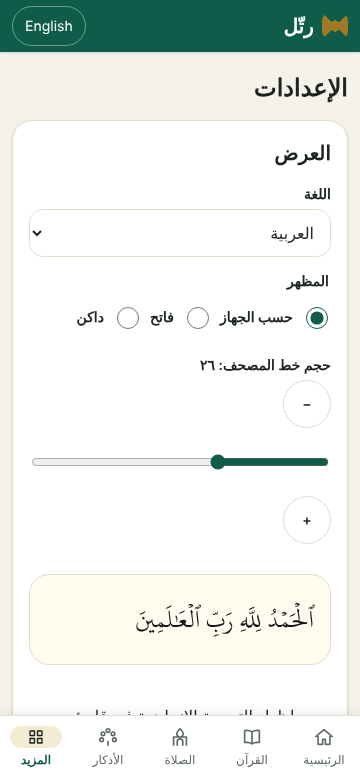 رتّل
English
الإعدادات
العرض
اللغة
العربية
المظهر
حسب الجهاز فاتح داكن
حجم خط المصحف: ٢٦
−
+
ٱلْحَمْدُ لِلَّهِ رَبِّ ٱلْعَٰلَمِينَ
الرئيسية القرآن الصلاة الأذكار المزيد